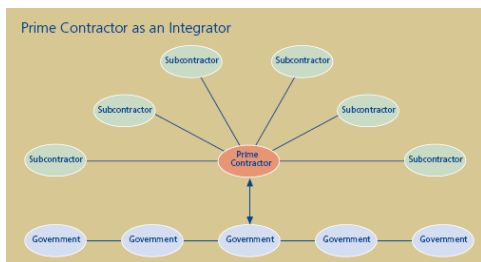 Prime Contractor as an Integrator
Subcontractor
Subcontractor
Subcontractor
Subcontractor
Subcontractor
Subcontractor
Prime
Contractor
Government
Government
Government
Government
Government